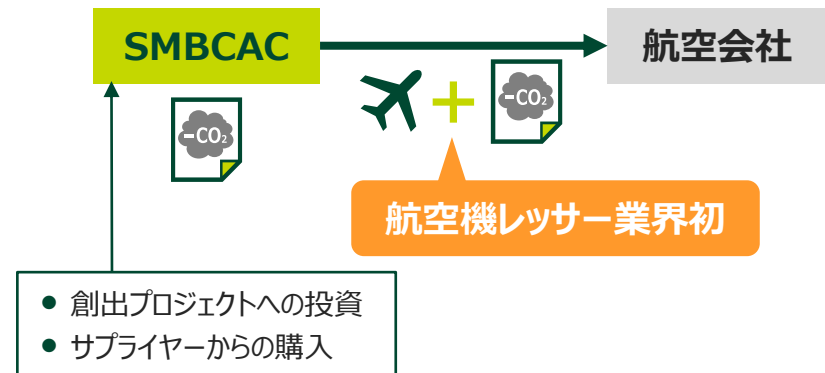 SMBCAC
航空会社
-CO₂
-CO₂
航空機レッサー業界初
• 創出プロジェクトへの投資
• サプライヤーからの購入